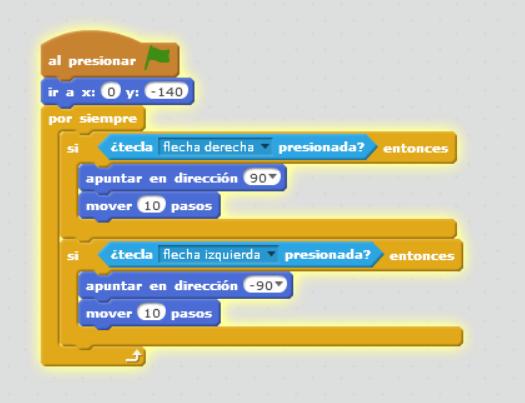 al presionar
ir a x: 0 y: -140
por siempre
si ¿tecla flecha derecha presionada? entonces
apuntar en dirección 90
mover 10 pasos
si ¿tecla flecha izquierda presionada? entonces
apuntar en dirección -90
mover 10 pasos